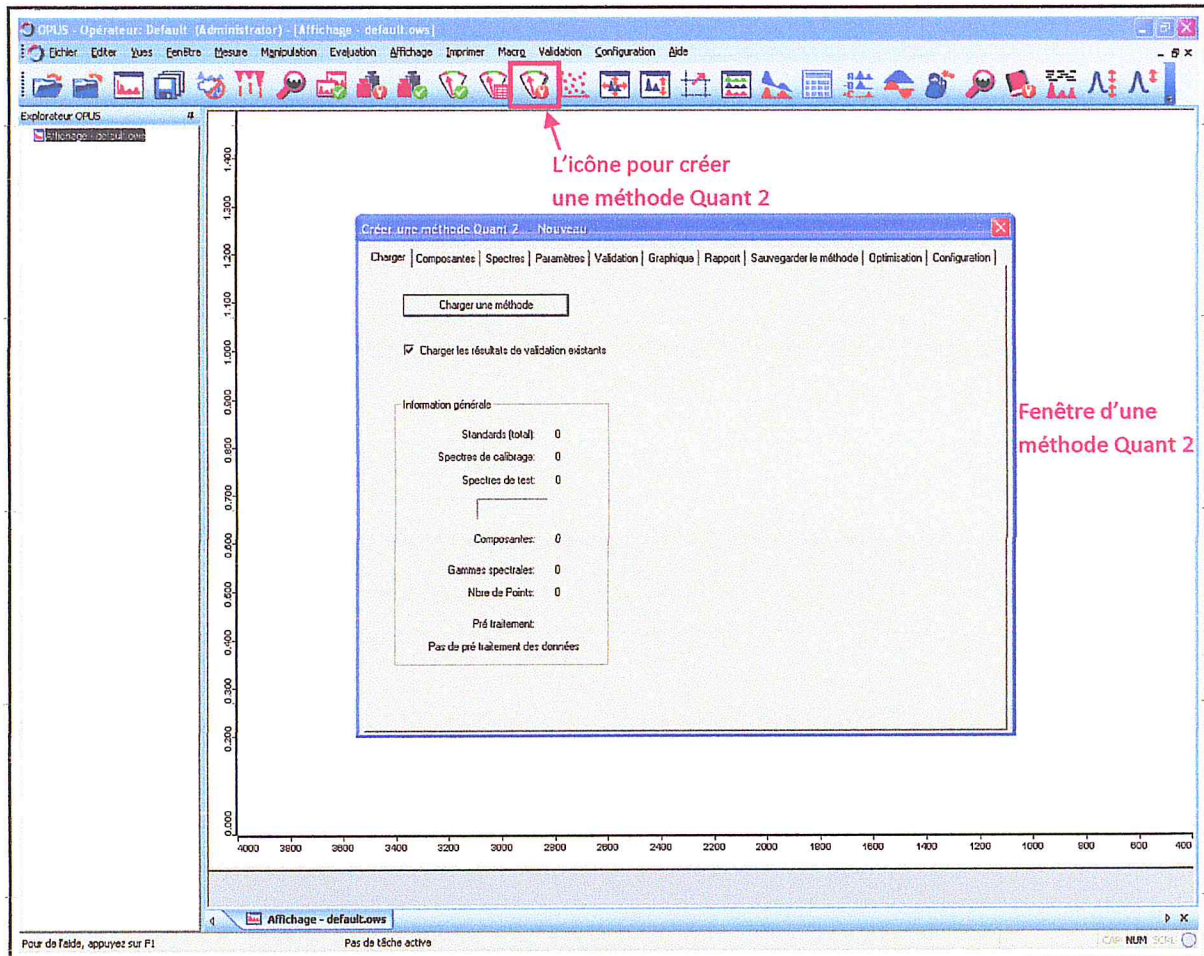 OPUS - Opérateur: Default (Administrator) - [Affichage - default.ows]
Fichier Editer Vues Fenêtre Mesure Manipulation Evaluation Affichage Imprimer Macro Validation Configuration Aide
Explorateur OPUS
Affichage - default.ows
L'icône pour créer
une méthode Quant 2
Créer une méthode Quant 2 Nouveau
Charger Composantes Spectres Paramètres Validation Graphique Rapport Sauvegarder le méthode Optimisation Configuration
Charger une méthode
Charger les résultats de validation existants
Information générale
Standards (total): 0
Spectres de calibrage: 0
Spectres de test: 0
Composantes: 0
Gammes spectrales: 0
Nbre de Points: 0
Pré traitement:
Pas de pré traitement des données
Fenêtre d'une
méthode Quant 2
1.400
1.300
1.200
1.100
1.000
0.900
0.800
0.700
0.600
0.500
0.400
0.300
0.200
0.000
4000 3800 3600 3400 3200 3000 2800 2600 2400 2200 2000 1800 1600 1400 1200 1000 800 600 400
Affichage - default.ows
Pour de l'aide, appuyez sur F1
Pas de tâche active
CAP NUM SCRL